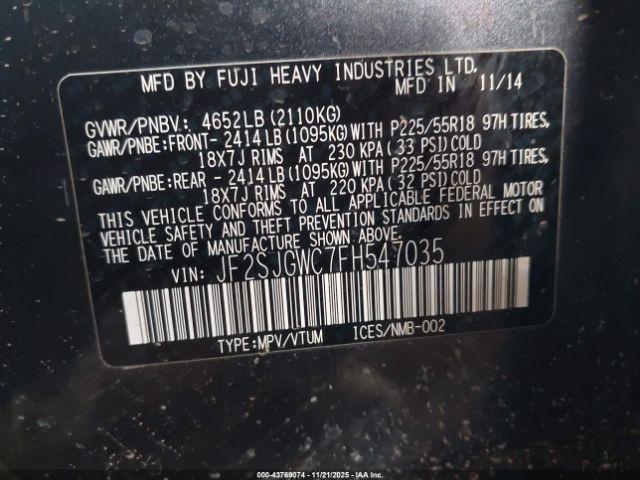 MFD BY FUJI HEAVY INDUSTRIES LTD.
MFD IN 11/14
GVWR/PNBV: 4652LB (2110KG)
GAWR/PNBE:FRONT- 2414LB(1095KG)WITH P225/55R18 97H TIRES,
18X7J RIMS AT 230 KPA(33 PSI)COLD
GAWR/PNBE:REAR - 2414LB(1095KG)WITH P225/55R18 97H TIRES,
18X7J RIMS AT 220 KPA(32 PSI)COLD
THIS VEHICLE CONFORMS TO ALL APPLICABLE FEDERAL MOTOR
VEHICLE SAFETY AND THEFT PREVENTION STANDARDS IN EFFECT ON
THE DATE OF MANUFACTURE SHOWN ABOVE.
VIN: JF2SJGWC7FH547035
TYPE:MPV/VTUM ICES/NMB-002
000-43769074 - 11/21/2025 - IAA Inc.